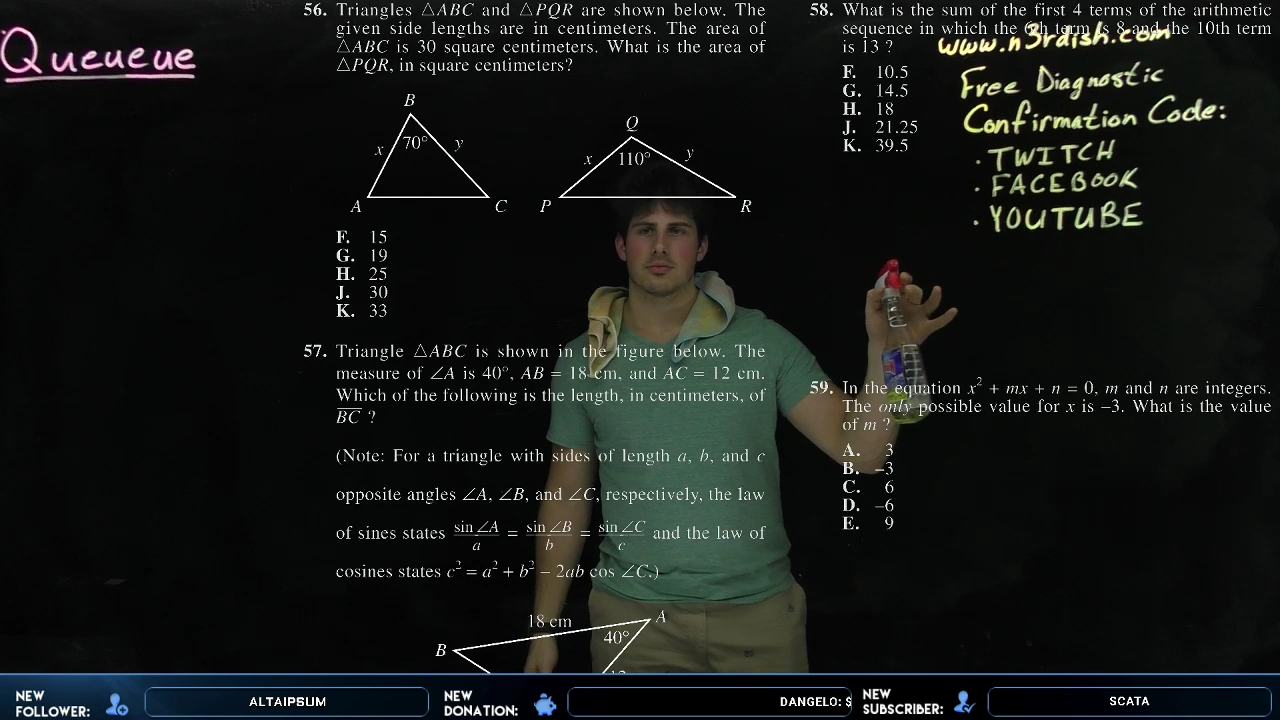 Queueue
56. Triangles △ABC and △PQR are shown below. The
given side lengths are in centimeters. The area of
△ABC is 30 square centimeters. What is the area of
△PQR, in square centimeters?
B
70°
x
y
A
C
Q
110°
x
y
P
R
F. 15
G. 19
H. 25
J. 30
K. 33
57. Triangle △ABC is shown in the figure below. The
measure of ∠A is 40°, AB = 18 cm, and AC = 12 cm.
Which of the following is the length, in centimeters, of
BC ?
(Note: For a triangle with sides of length a, b, and c
opposite angles ∠A, ∠B, and ∠C, respectively, the law
of sines states sin ∠A/a = sin ∠B/b = sin ∠C/c and the law of
cosines states c² = a² + b² – 2ab cos ∠C.)
18 cm
A
40°
B
12
58. What is the sum of the first 4 terms of the arithmetic
sequence in which the 6th term is 8 and the 10th term
is 13 ?
F. 10.5
G. 14.5
H. 18
J. 21.25
K. 39.5
www.n3rdish.com
Free Diagnostic
Confirmation Code:
· TWITCH
· FACEBOOK
· YOUTUBE
59. In the equation x² + mx + n = 0, m and n are integers.
The only possible value for x is –3. What is the value
of m ?
A. 3
B. –3
C. 6
D. –6
E. 9
NEW FOLLOWER: ALTAIPSUM
NEW DONATION: DANGELO: $
NEW SUBSCRIBER: SCATA